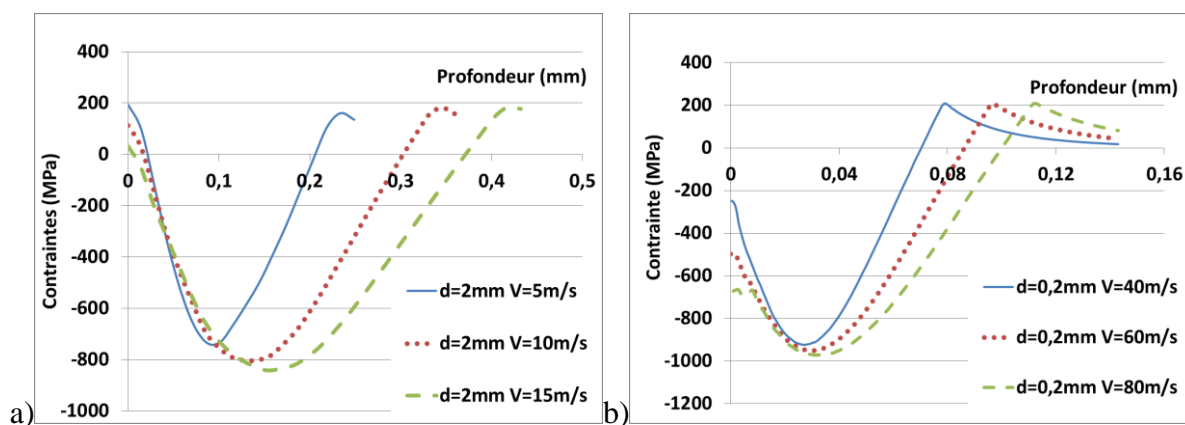 a)
400
200
0
-200
-400
-600
-800
-1000
Contraintes (MPa)
Profondeur (mm)
0 0,1 0,2 0,3 0,4 0,5
d=2mm V=5m/s
d=2mm V=10m/s
d=2mm V=15m/s
b)
400
200
0
-200
-400
-600
-800
-1000
-1200
Contrainte (MPa)
Profondeur (mm)
0 0,04 0,08 0,12 0,16
d=0,2mm V=40m/s
d=0,2mm V=60m/s
d=0,2mm V=80m/s